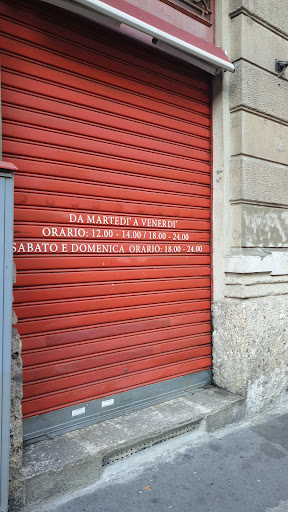 DA MARTEDI' A VENERDI'
ORARIO: 12.00 - 14.00 / 18.00 - 24.00
SABATO E DOMENICA ORARIO: 18.00 - 24.00